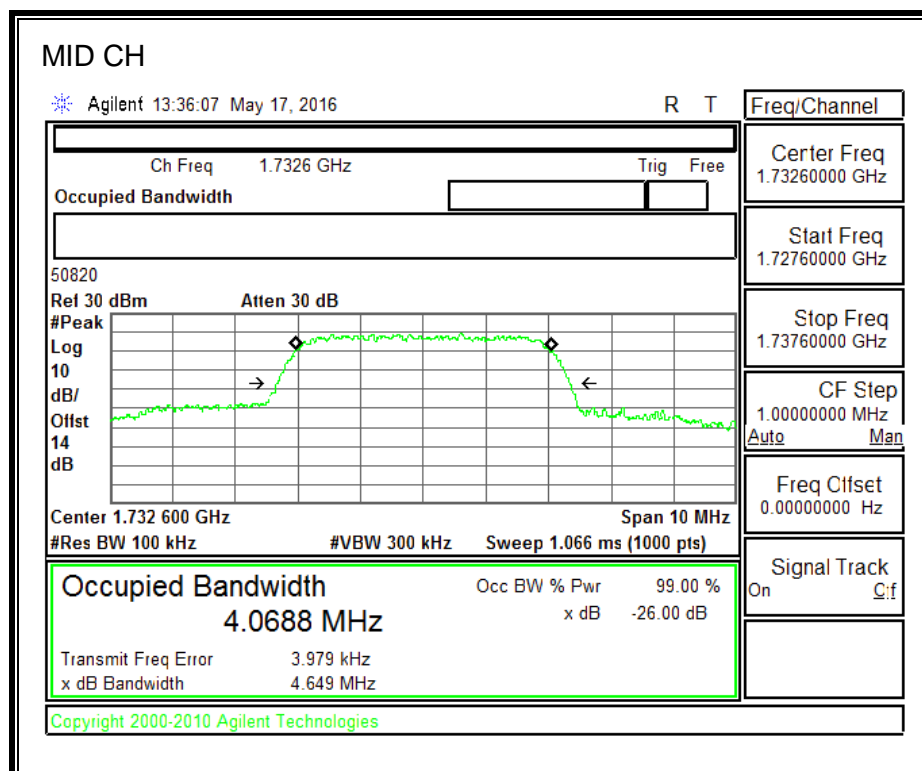 MID CH
Agilent 13:36:07 May 17, 2016 R T
Freq/Channel
Ch Freq 1.7326 GHz Trig Free
Occupied Bandwidth
Center Freq
1.73260000 GHz
Start Freq
1.72760000 GHz
Stop Freq
1.73760000 GHz
CF Step
1.00000000 MHz
Auto Man
Freq Offset
0.00000000 Hz
Signal Track
On Off
50820
Ref 30 dBm Atten 30 dB
#Peak
Log
10
dB/
Offst
14
dB
Center 1.732 600 GHz Span 10 MHz
#Res BW 100 kHz #VBW 300 kHz Sweep 1.066 ms (1000 pts)
Occupied Bandwidth
4.0688 MHz
Occ BW % Pwr 99.00 %
x dB -26.00 dB
Transmit Freq Error 3.979 kHz
x dB Bandwidth 4.649 MHz
Copyright 2000-2010 Agilent Technologies